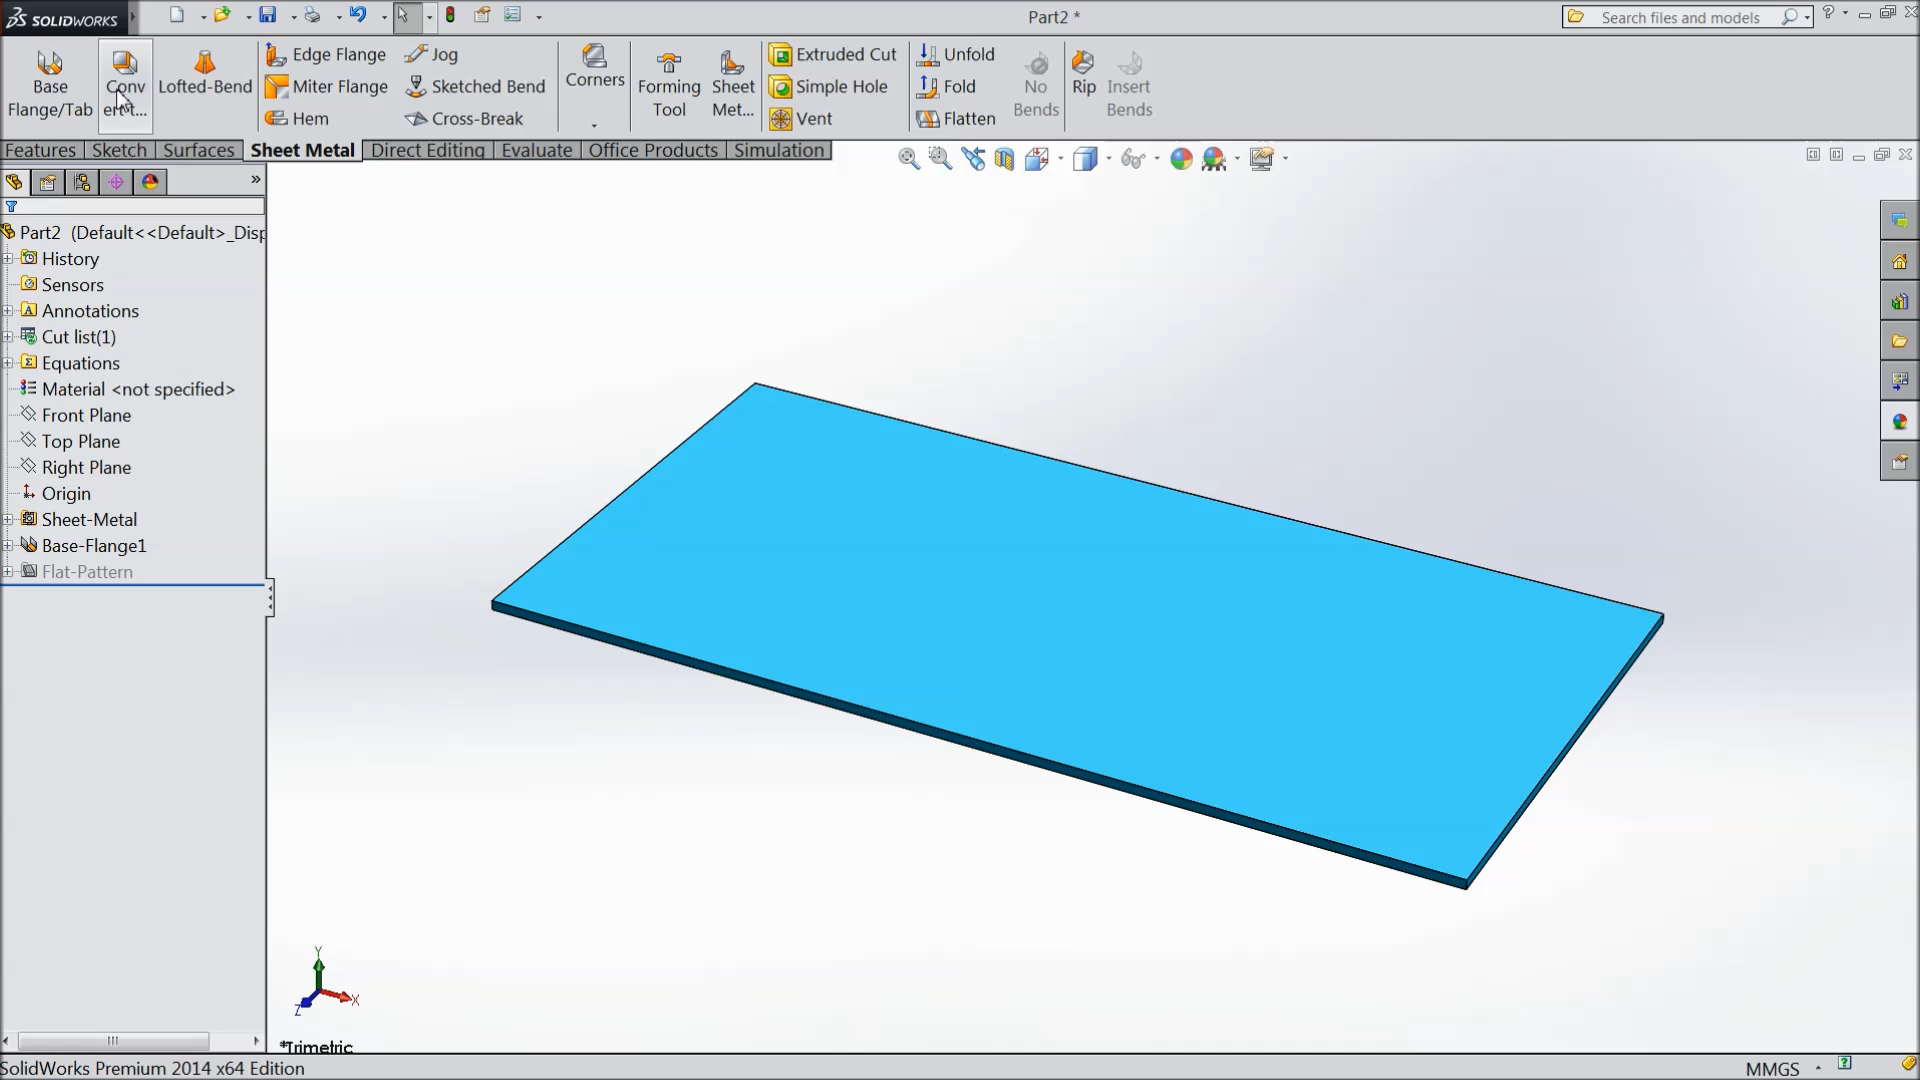 SOLIDWORKS
Part2 *
Search files and models
Base Flange/Tab
Conv ert t...
Lofted-Bend
Edge Flange
Miter Flange
Hem
Jog
Sketched Bend
Cross-Break
Corners
Forming Tool
Sheet Met...
Extruded Cut
Simple Hole
Vent
Unfold
Fold
Flatten
No Bends
Rip
Insert Bends
Features Sketch Surfaces Sheet Metal Direct Editing Evaluate Office Products Simulation
Part2 (Default<<Default>_Disp
History
Sensors
Annotations
Cut list(1)
Equations
Material <not specified>
Front Plane
Top Plane
Right Plane
Origin
Sheet-Metal
Base-Flange1
Flat-Pattern
Y
X
Z
*Trimetric
SolidWorks Premium 2014 x64 Edition
MMGS